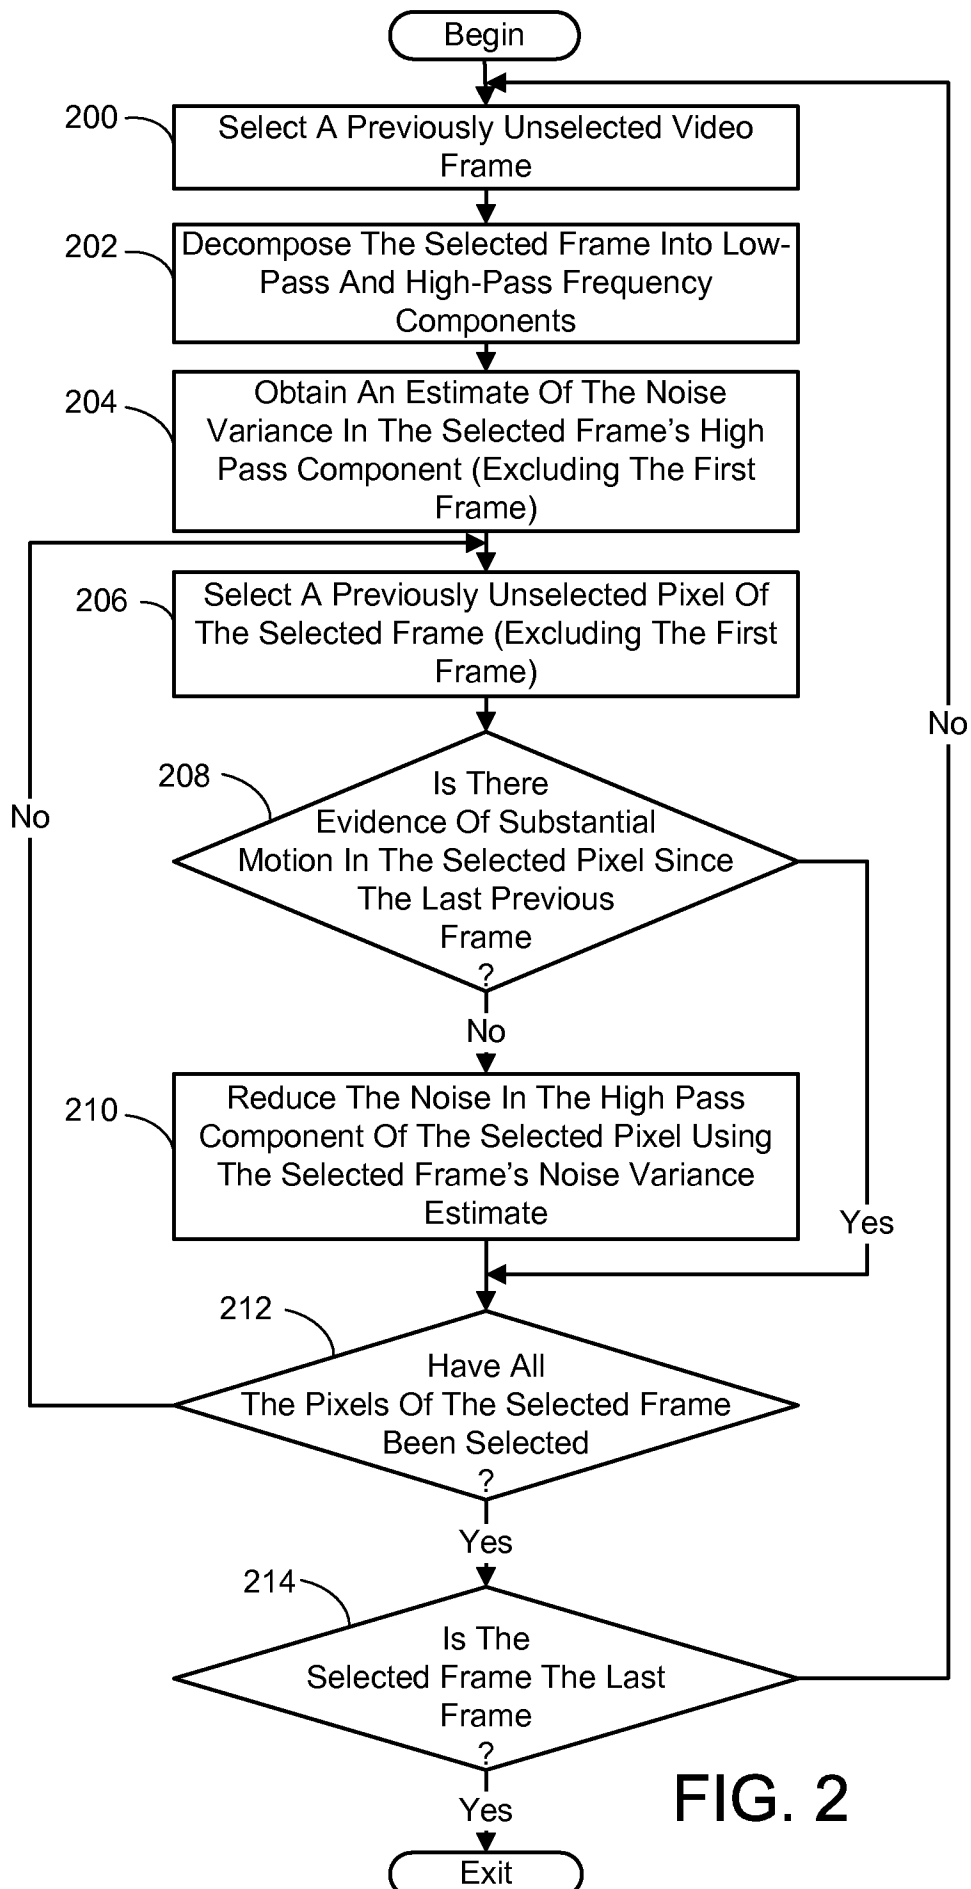 Begin
200
Select A Previously Unselected Video
Frame
202
Decompose The Selected Frame Into Low-
Pass And High-Pass Frequency
Components
204
Obtain An Estimate Of The Noise
Variance In The Selected Frame’s High
Pass Component (Excluding The First
Frame)
206
Select A Previously Unselected Pixel Of
The Selected Frame (Excluding The First
Frame)
No
208
Is There
Evidence Of Substantial
Motion In The Selected Pixel Since
The Last Previous
Frame
?
No
No
210
Reduce The Noise In The High Pass
Component Of The Selected Pixel Using
The Selected Frame’s Noise Variance
Estimate
Yes
212
Have All
The Pixels Of The Selected Frame
Been Selected
?
Yes
214
Is The
Selected Frame The Last
Frame
?
Yes
FIG. 2
Exit